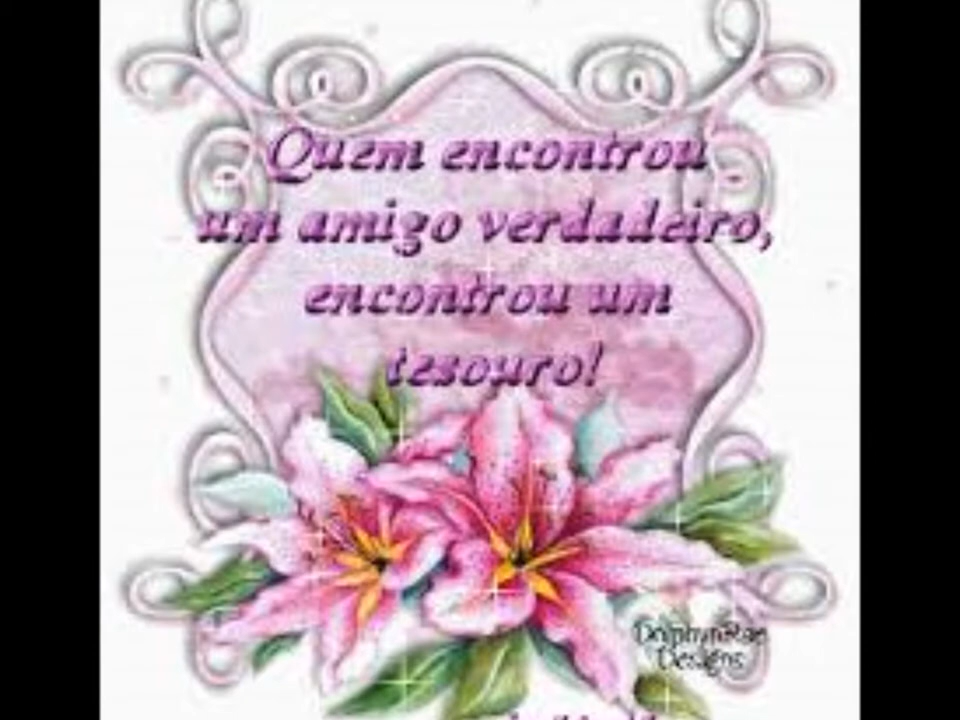 Quem encontrou
um amigo verdadeiro,
encontrou um
tesouro!
DolphynRae
Designs